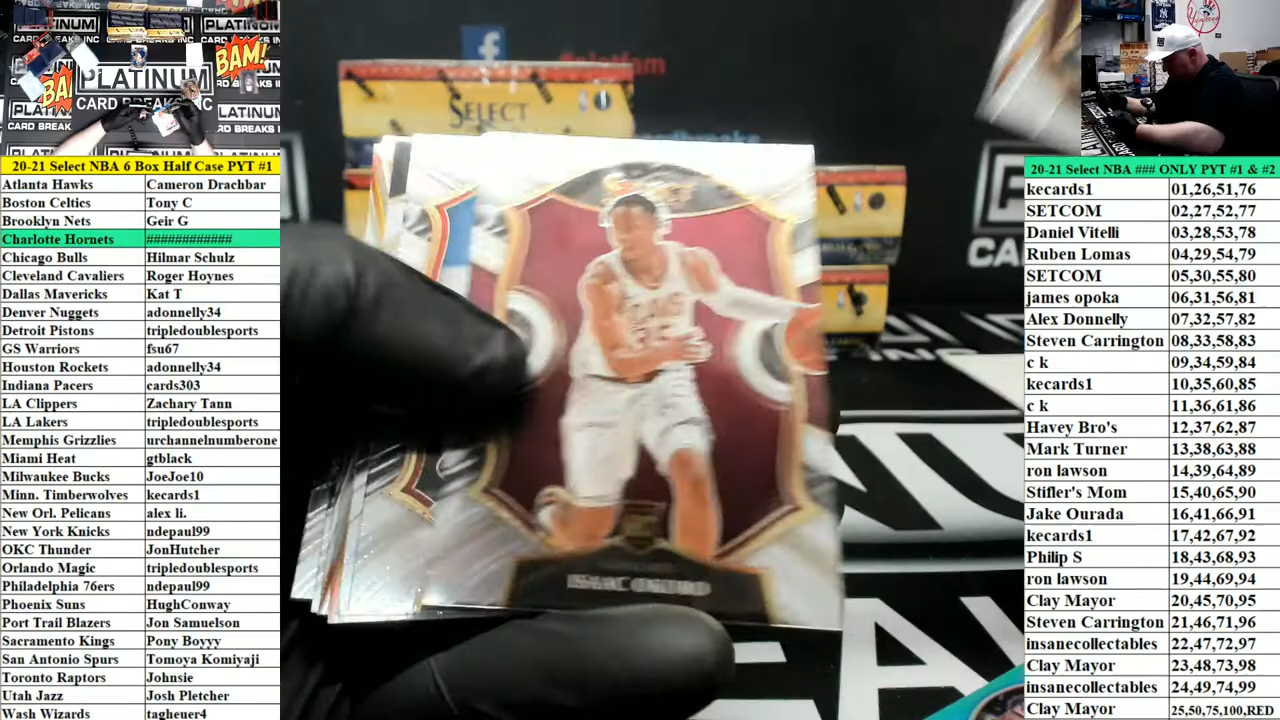 20-21 Select NBA 6 Box Half Case PYT #1
Atlanta Hawks Cameron Drachbar
Boston Celtics Tony C
Brooklyn Nets Geir G
Charlotte Hornets ############
Chicago Bulls Hilmar Schulz
Cleveland Cavaliers Roger Hoynes
Dallas Mavericks Kat T
Denver Nuggets adonnelly34
Detroit Pistons tripledoublesports
GS Warriors fsu67
Houston Rockets adonnelly34
Indiana Pacers cards303
LA Clippers Zachary Tann
LA Lakers tripledoublesports
Memphis Grizzlies urchannelnumberone
Miami Heat gtblack
Milwaukee Bucks JoeJoe10
Minn. Timberwolves kecards1
New Orl. Pelicans alex li.
New York Knicks ndepaul99
OKC Thunder JonHutcher
Orlando Magic tripledoublesports
Philadelphia 76ers ndepaul99
Phoenix Suns HughConway
Port Trail Blazers Jon Samuelson
Sacramento Kings Pony Boyyy
San Antonio Spurs Tomoya Komiyaji
Toronto Raptors Johnsie
Utah Jazz Josh Pletcher
Wash Wizards tagheuer4
PLATINUM
CARD BREAKS INC
BAM!
SELECT
ISAAC OKORO
20-21 Select NBA ### ONLY PYT #1 & #2
kecards1 01,26,51,76
SETCOM 02,27,52,77
Daniel Vitelli 03,28,53,78
Ruben Lomas 04,29,54,79
SETCOM 05,30,55,80
james opoka 06,31,56,81
Alex Donnelly 07,32,57,82
Steven Carrington 08,33,58,83
c k 09,34,59,84
kecards1 10,35,60,85
c k 11,36,61,86
Havey Bro's 12,37,62,87
Mark Turner 13,38,63,88
ron lawson 14,39,64,89
Stifler's Mom 15,40,65,90
Jake Ourada 16,41,66,91
kecards1 17,42,67,92
Philip S 18,43,68,93
ron lawson 19,44,69,94
Clay Mayor 20,45,70,95
Steven Carrington 21,46,71,96
insanecollectables 22,47,72,97
Clay Mayor 23,48,73,98
insanecollectables 24,49,74,99
Clay Mayor 25,50,75,100,RED